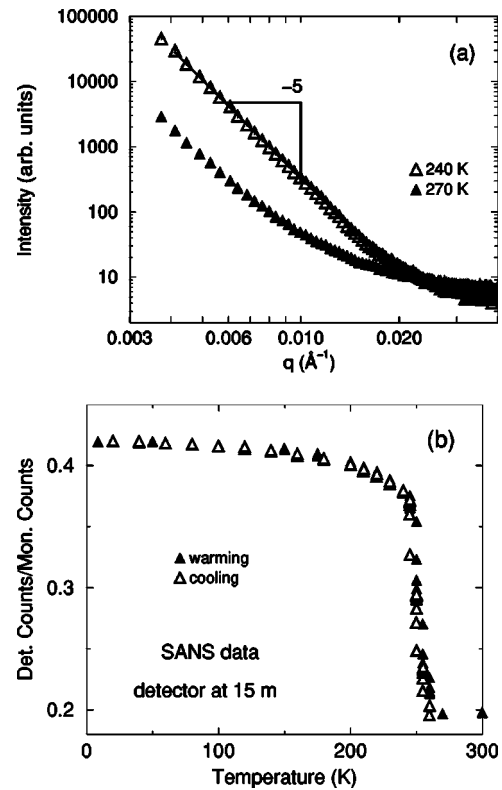 100000
(a)
10000
−5
1000
240 K
270 K
100
10
Intensity (arb. units)
0.003
0.006
0.010
0.020
q (Å⁻¹)
(b)
0.4
warming
cooling
0.3
SANS data
detector at 15 m
0.2
Det. Counts/Mon. Counts
0
100
200
300
Temperature (K)